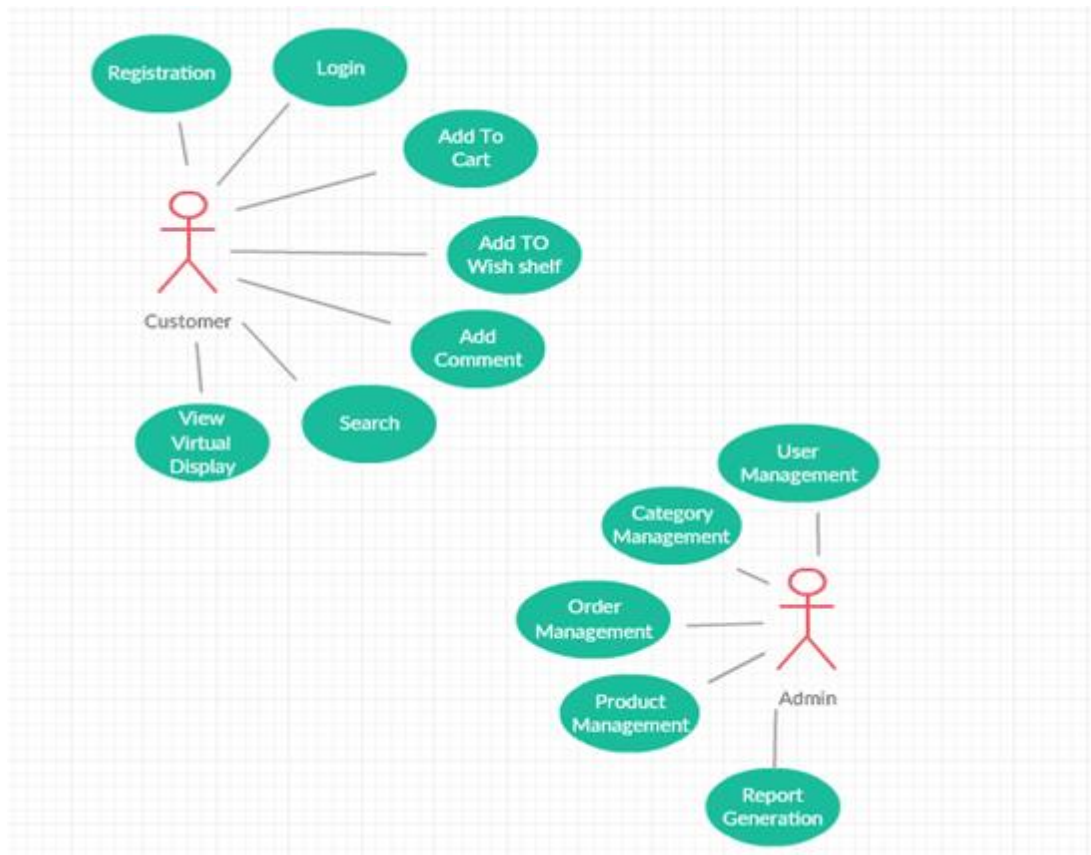 Registration
Login
Add To
Cart
Add TO
Wish shelf
Customer
Add
Comment
View
Virtual
Display
Search
User
Management
Category
Management
Order
Management
Product
Management
Admin
Report
Generation